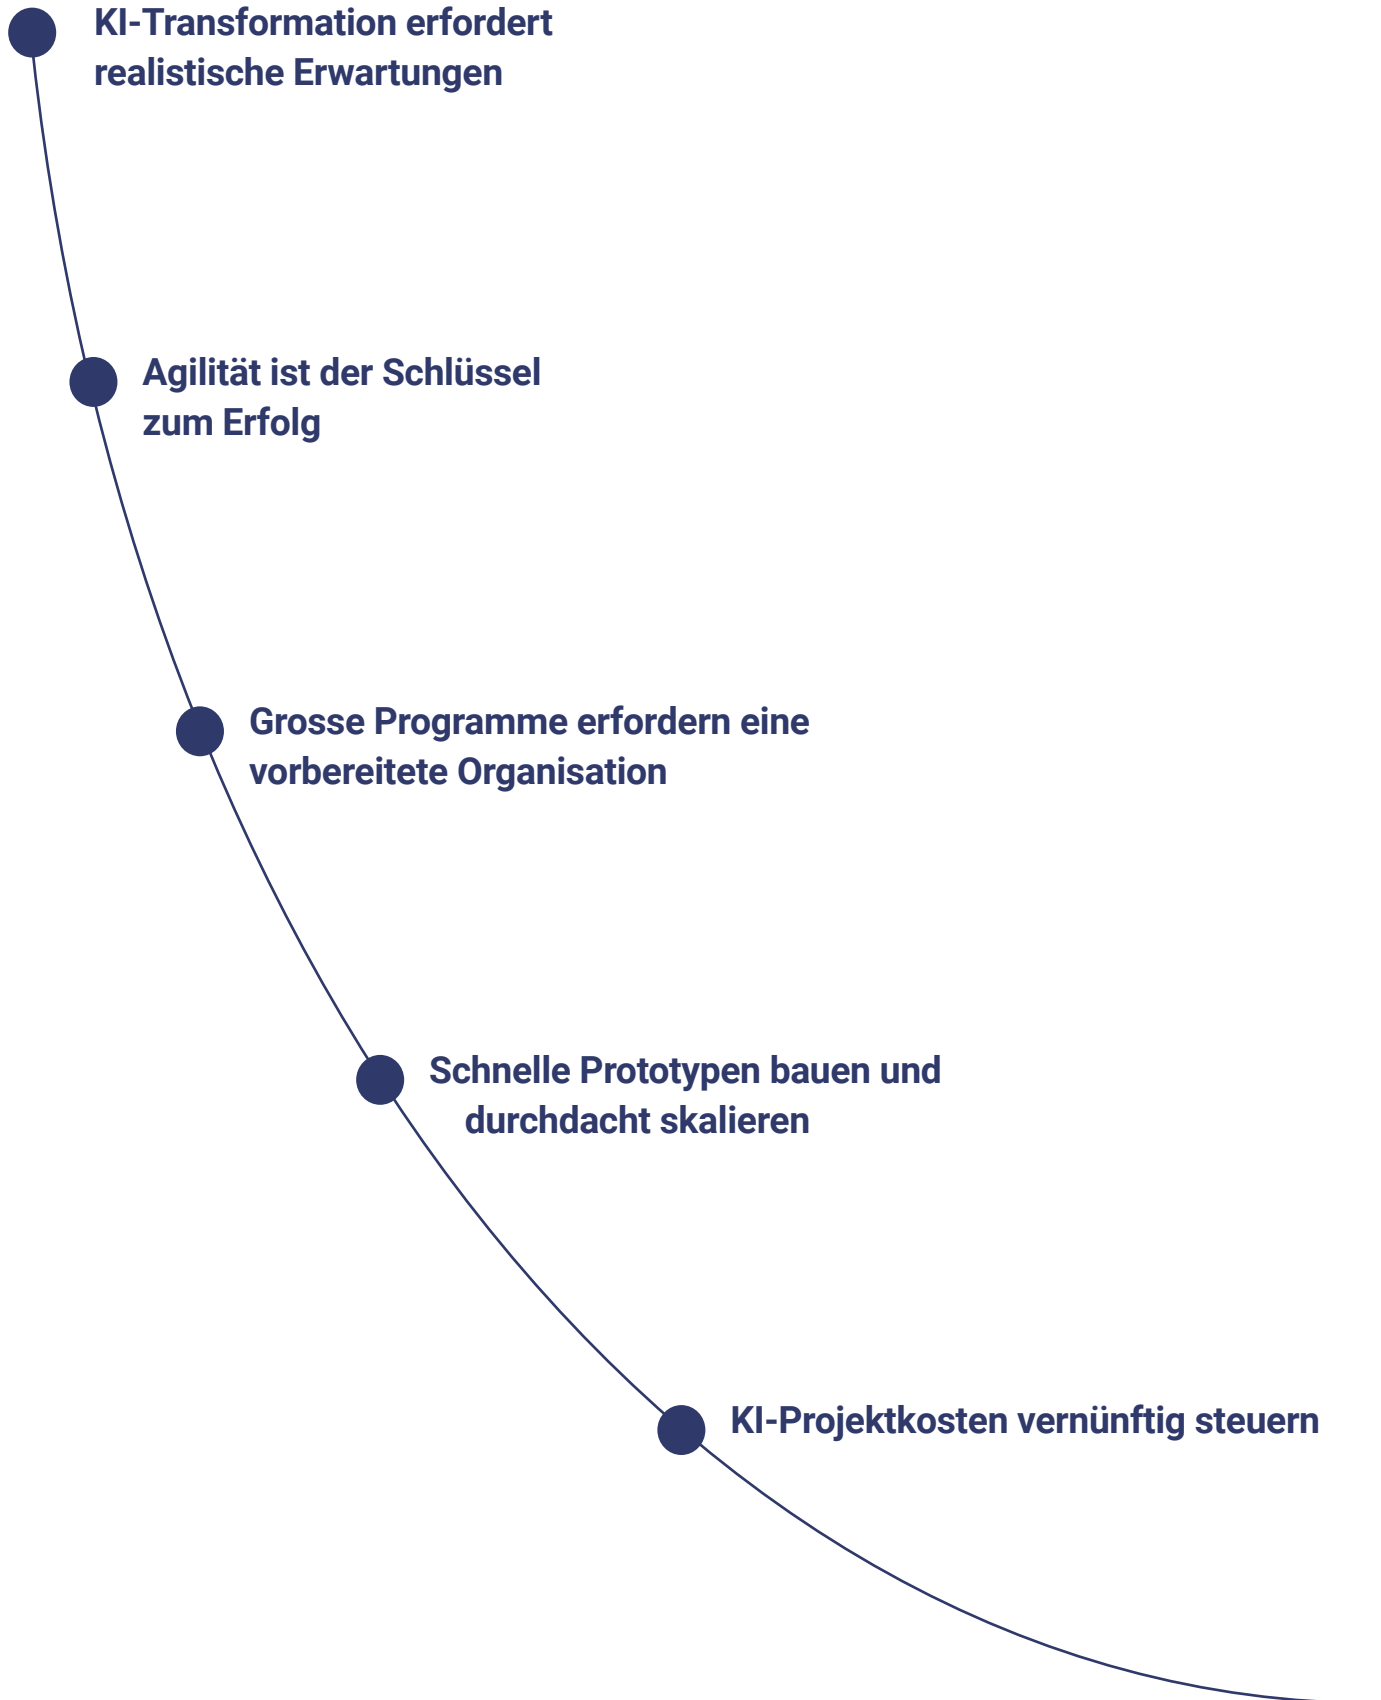 KI-Transformation erfordert
realistische Erwartungen
Agilität ist der Schlüssel
zum Erfolg
Grosse Programme erfordern eine
vorbereitete Organisation
Schnelle Prototypen bauen und
durchdacht skalieren
KI-Projektkosten vernünftig steuern